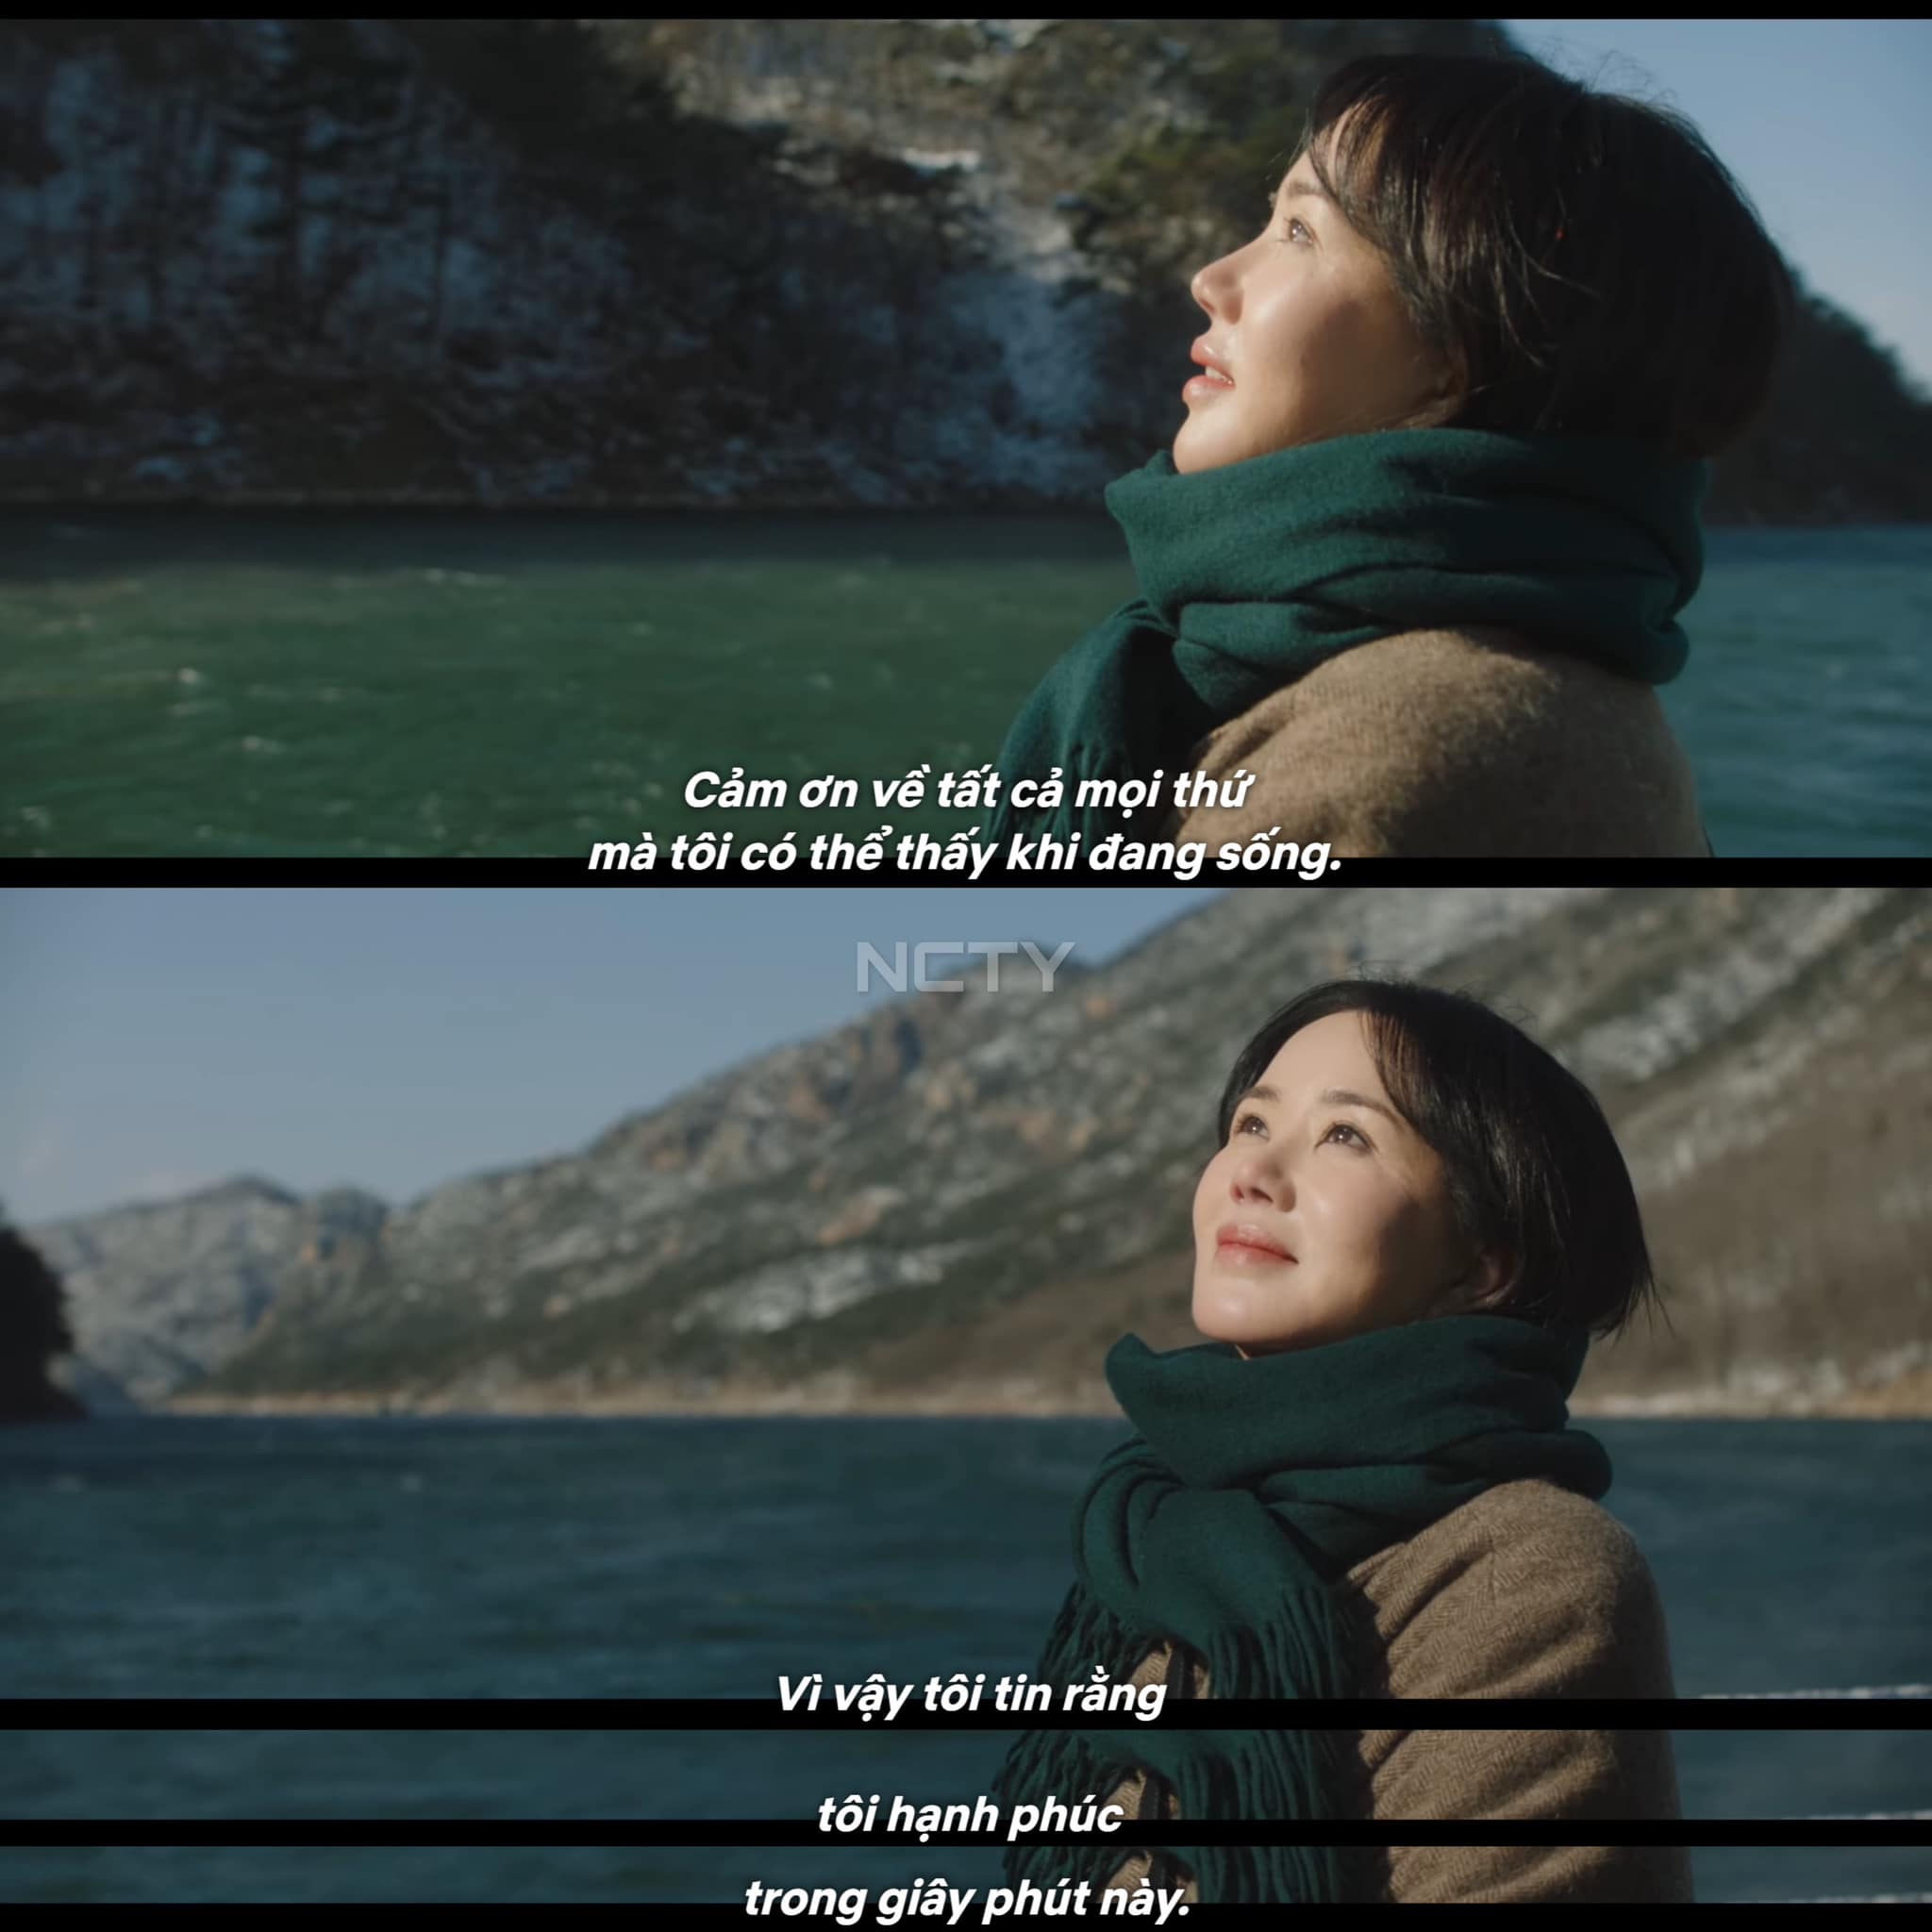 Cảm ơn về tất cả mọi thứ
mà tôi có thể thấy khi đang sống.
NCTY
Vì vậy tôi tin rằng
tôi hạnh phúc
trong giây phút này.